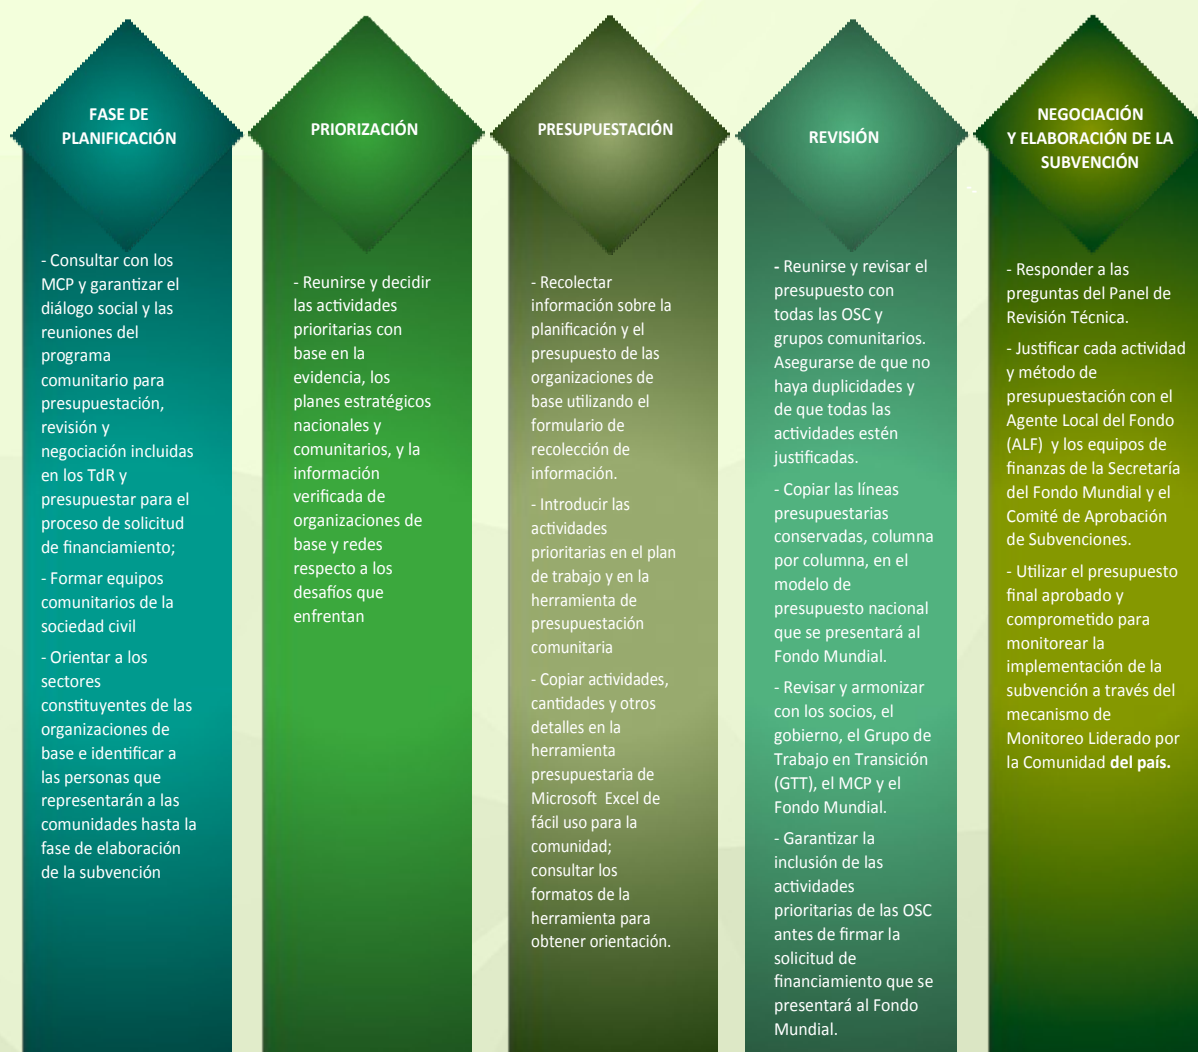 FASE DE
PLANIFICACIÓN
- Consultar con los
MCP y garantizar el
diálogo social y las
reuniones del
programa
comunitario para
presupuestación,
revisión y
negociación incluidas
en los TdR y
presupuestar para el
proceso de solicitud
de financiamiento;
- Formar equipos
comunitarios de la
sociedad civil
- Orientar a los
sectores
constituyentes de las
organizaciones de
base e identificar a
las personas que
representarán a las
comunidades hasta la
fase de elaboración
de la subvención
PRIORIZACIÓN
- Reunirse y decidir
las actividades
prioritarias con
base en la
evidencia, los
planes estratégicos
nacionales y
comunitarios, y la
información
verificada de
organizaciones de
base y redes
respecto a los
desafíos que
enfrentan
PRESUPUESTACIÓN
- Recolectar
información sobre la
planificación y el
presupuesto de las
organizaciones de
base utilizando el
formulario de
recolección de
información.
- Introducir las
actividades
prioritarias en el plan
de trabajo y en la
herramienta de
presupuestación
comunitaria
- Copiar actividades,
cantidades y otros
detalles en la
herramienta
presupuestaria de
Microsoft Excel de
fácil uso para la
comunidad;
consultar los
formatos de la
herramienta para
obtener orientación.
REVISIÓN
- Reunirse y revisar el
presupuesto con
todas las OSC y
grupos comunitarios.
Asegurarse de que no
haya duplicidades y
de que todas las
actividades estén
justificadas.
- Copiar las líneas
presupuestarias
conservadas, columna
por columna, en el
modelo de
presupuesto nacional
que se presentará al
Fondo Mundial.
- Revisar y armonizar
con los socios, el
gobierno, el Grupo de
Trabajo en Transición
(GTT), el MCP y el
Fondo Mundial.
- Garantizar la
inclusión de las
actividades
prioritarias de las OSC
antes de firmar la
solicitud de
financiamiento que se
presentará al Fondo
Mundial.
NEGOCIACIÓN
Y ELABORACIÓN DE LA
SUBVENCIÓN
- Responder a las
preguntas del Panel de
Revisión Técnica.
- Justificar cada actividad
y método de
presupuestación con el
Agente Local del Fondo
(ALF) y los equipos de
finanzas de la Secretaría
del Fondo Mundial y el
Comité de Aprobación
de Subvenciones.
- Utilizar el presupuesto
final aprobado y
comprometido para
monitorear la
implementación de la
subvención a través del
mecanismo de
Monitoreo Liderado por
la Comunidad del país.